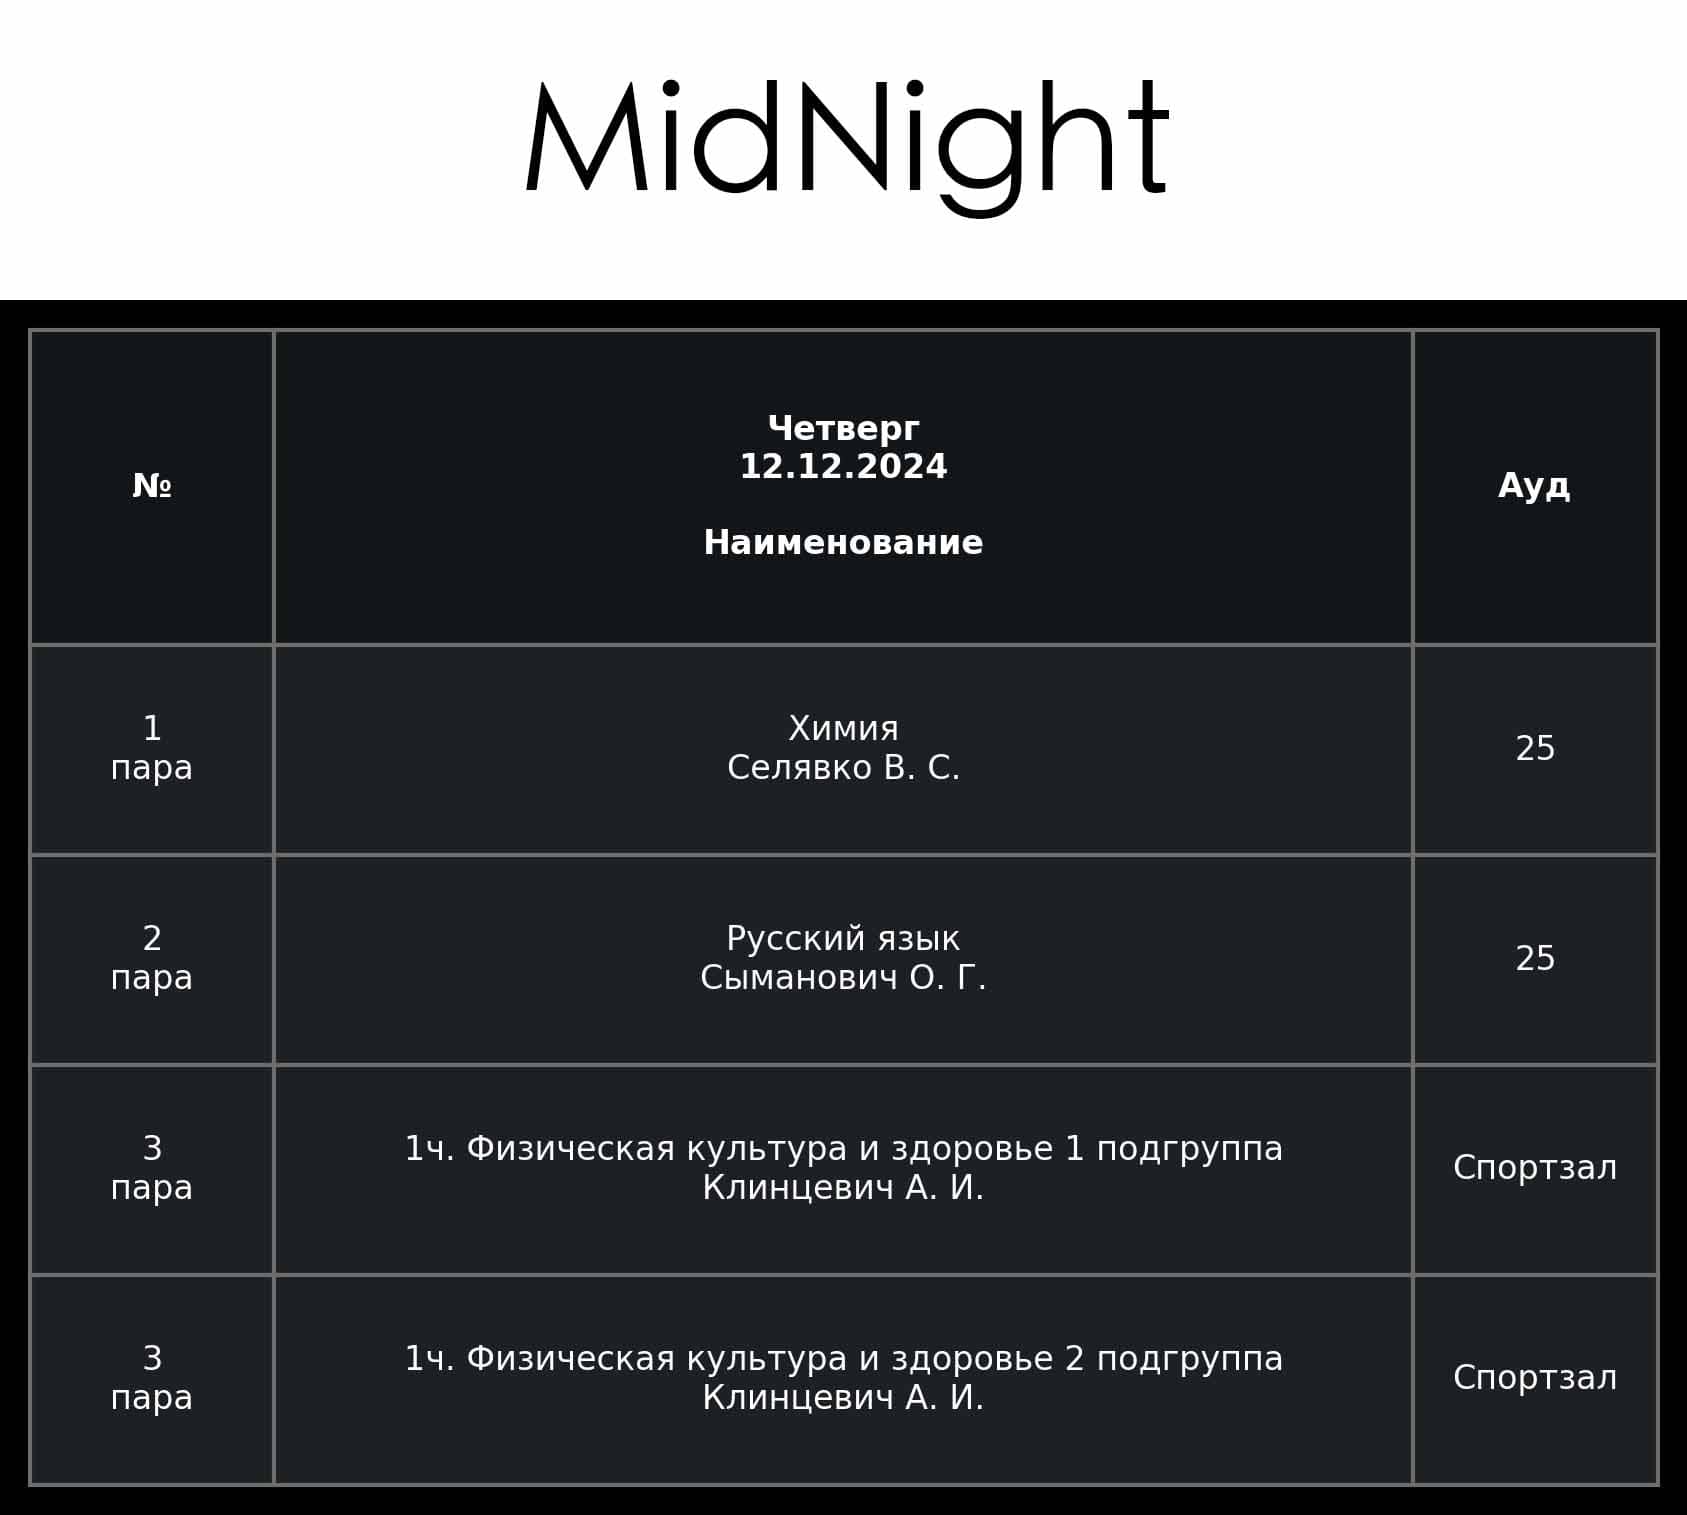 MidNight
№
Четверг
12.12.2024
Наименование
Ауд
1
пара
Химия
Селявко В. С.
25
2
пара
Русский язык
Сыманович О. Г.
25
3
пара
1ч. Физическая культура и здоровье 1 подгруппа
Клинцевич А. И.
Спортзал
3
пара
1ч. Физическая культура и здоровье 2 подгруппа
Клинцевич А. И.
Спортзал